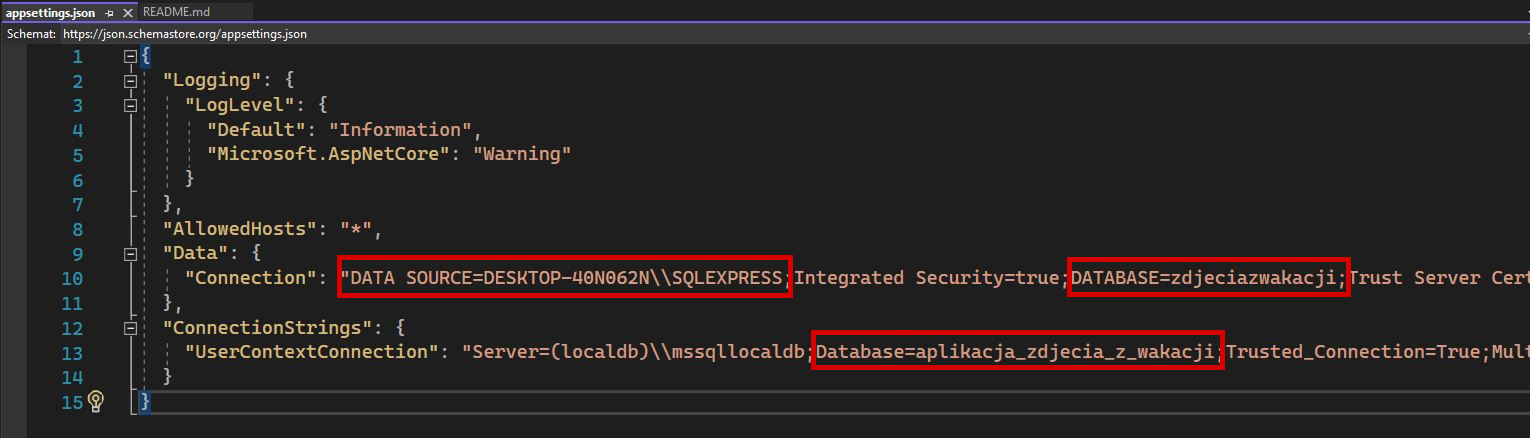 appsettings.json README.md
Schemat: https://json.schemastore.org/appsettings.json
1 {
2 "Logging": {
3 "LogLevel": {
4 "Default": "Information",
5 "Microsoft.AspNetCore": "Warning"
6 }
7 },
8 "AllowedHosts": "*",
9 "Data": {
10 "Connection": "DATA SOURCE=DESKTOP-40N062N\\SQLEXPRESS;Integrated Security=true;DATABASE=zdjeciazwakacji;Trust Server Cert
11 },
12 "ConnectionStrings": {
13 "UserContextConnection": "Server=(localdb)\\mssqllocaldb;Database=aplikacja_zdjecia_z_wakacji;Trusted_Connection=True;Mult
14 }
15 }